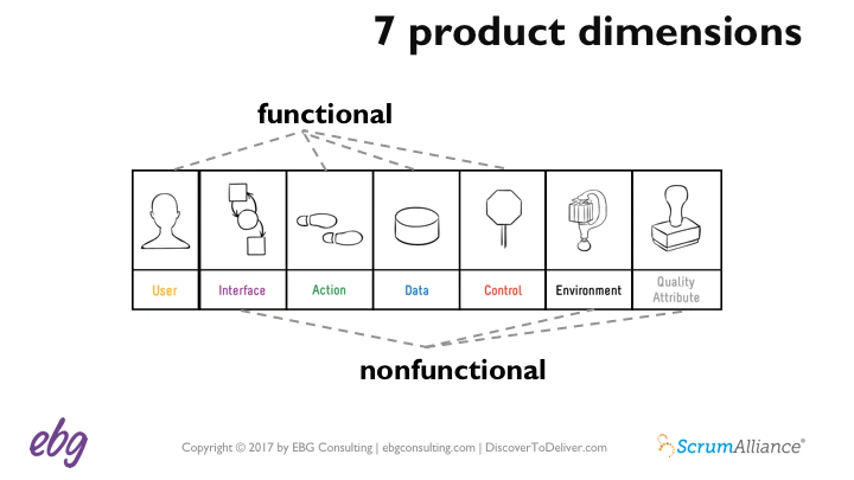 7 product dimensions
functional
User
Interface
Action
Data
Control
Environment
Quality
Attribute
nonfunctional
ebg
Copyright © 2017 by EBG Consulting | ebgconsulting.com | DiscoverToDeliver.com
ScrumAlliance®